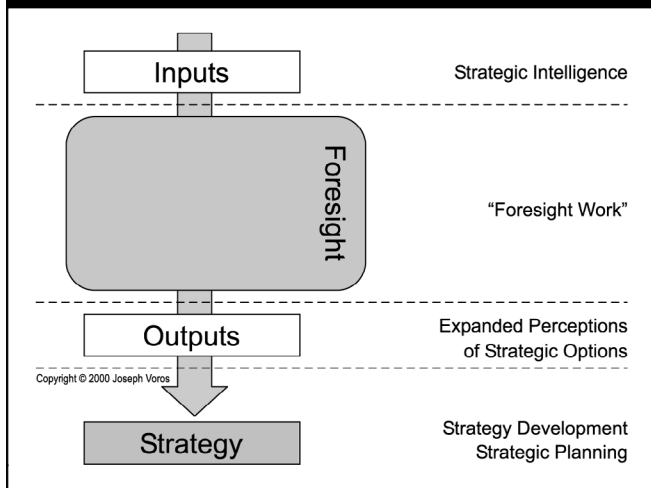 Inputs
Strategic Intelligence
Foresight
“Foresight Work”
Outputs
Expanded Perceptions
of Strategic Options
Copyright © 2000 Joseph Voros
Strategy
Strategy Development
Strategic Planning